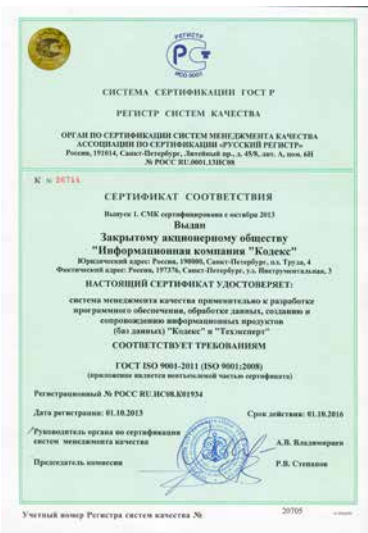 РЕГИСТР
ИСО 9001
СИСТЕМА СЕРТИФИКАЦИИ ГОСТ Р
РЕГИСТР СИСТЕМ КАЧЕСТВА
ОРГАН ПО СЕРТИФИКАЦИИ СИСТЕМ МЕНЕДЖМЕНТА КАЧЕСТВА
АССОЦИАЦИИ ПО СЕРТИФИКАЦИИ «РУССКИЙ РЕГИСТР»
Россия, 191014, Санкт-Петербург, Литейный пр., д. 45/8, лит. А, пом. 6Н
№ РОСС RU.0001.13ИС08
К № 26744
СЕРТИФИКАТ СООТВЕТСТВИЯ
Выпуск 1. СМК сертифицирована с октября 2013
Выдан
Закрытому акционерному обществу
"Информационная компания "Кодекс"
Юридический адрес: Россия, 190000, Санкт-Петербург, пл. Труда, 4
Фактический адрес: Россия, 197376, Санкт-Петербург, ул. Инструментальная, 3
НАСТОЯЩИЙ СЕРТИФИКАТ УДОСТОВЕРЯЕТ:
система менеджмента качества применительно к разработке
программного обеспечения, обработке данных, созданию и
сопровождению информационных продуктов
(баз данных) "Кодекс" и "Техэксперт"
СООТВЕТСТВУЕТ ТРЕБОВАНИЯМ
ГОСТ ISO 9001-2011 (ISO 9001:2008)
(приложение является неотъемлемой частью сертификата)
Регистрационный № РОСС RU.ИС08.К01934
Дата регистрации: 01.10.2013 Срок действия: 01.10.2016
Руководитель органа по сертификации
систем менеджмента качества А.В. Владимирцев
Председатель комиссии Р.В. Степанов
Учетный номер Регистра систем качества № 20705